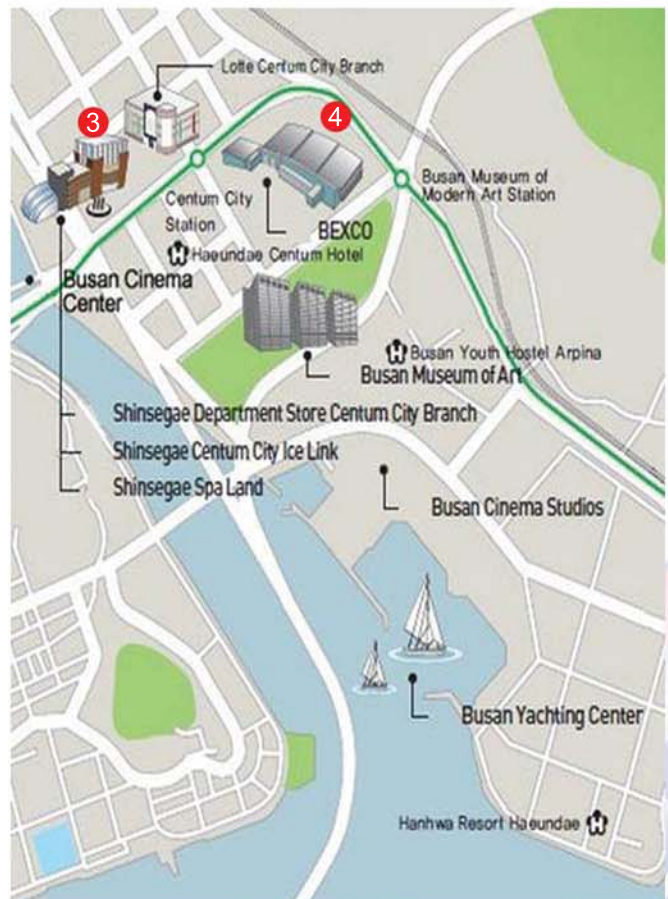 Lotte Centum City Branch
3
4
Centum City
Station
Busan Museum of
Modern Art Station
BEXCO
H Haeundae Centum Hotel
Busan Cinema
Center
H Busan Youth Hostel Arpina
Busan Museum of Art
Shinsegae Department Store Centum City Branch
Shinsegae Centum City Ice Link
Shinsegae Spa Land
Busan Cinema Studios
Busan Yachting Center
Hanhwa Resort Haeundae H